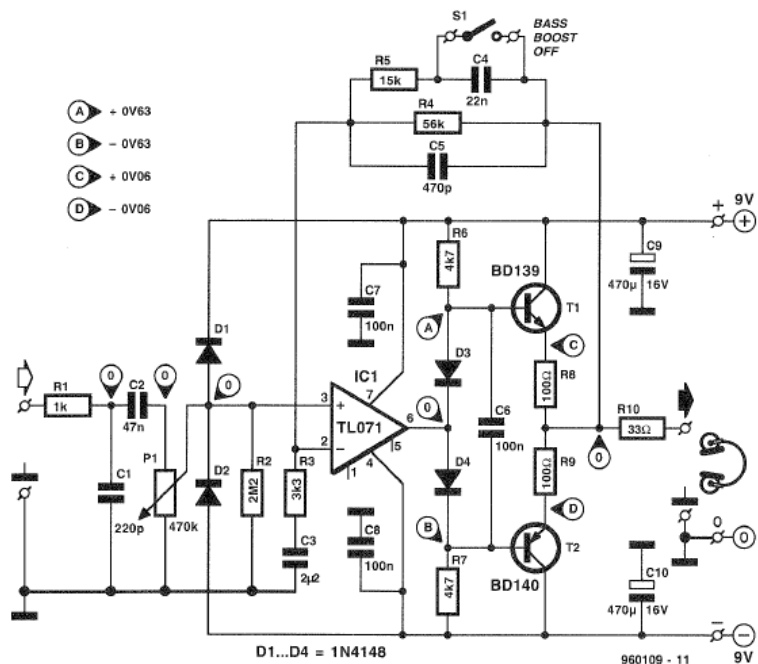 S1
BASS
BOOST
OFF
R5
15k
C4
22n
R4
56k
C5
470p
A + 0V63
B − 0V63
C + 0V06
D − 0V06
+ 9V
+
R6
4k7
BD139
C9
470µ 16V
C7
100n
T1
A
C
D1
D3
R8
100Ω
IC1
0
0
0
R1
1k
C2
47n
3
+
7
TL071
6
0
5
2
−
4
1
C6
100n
R10
33Ω
0
P1
470k
C1
220p
D2
R2
2M2
R3
3k3
D4
R9
100Ω
B
D
C3
2µ2
C8
100n
R7
4k7
T2
BD140
0
0
C10
470µ 16V
D1...D4 = 1N4148
−
−
9V
960109 - 11